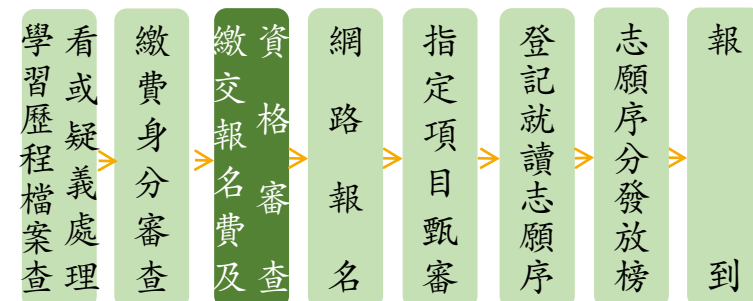 學習歷程檔案查
看或疑義處理
繳費身分審查
繳交報名費及
資格審查
網路報名
指定項目甄審
登記就讀志願序
志願序分發放榜
報到